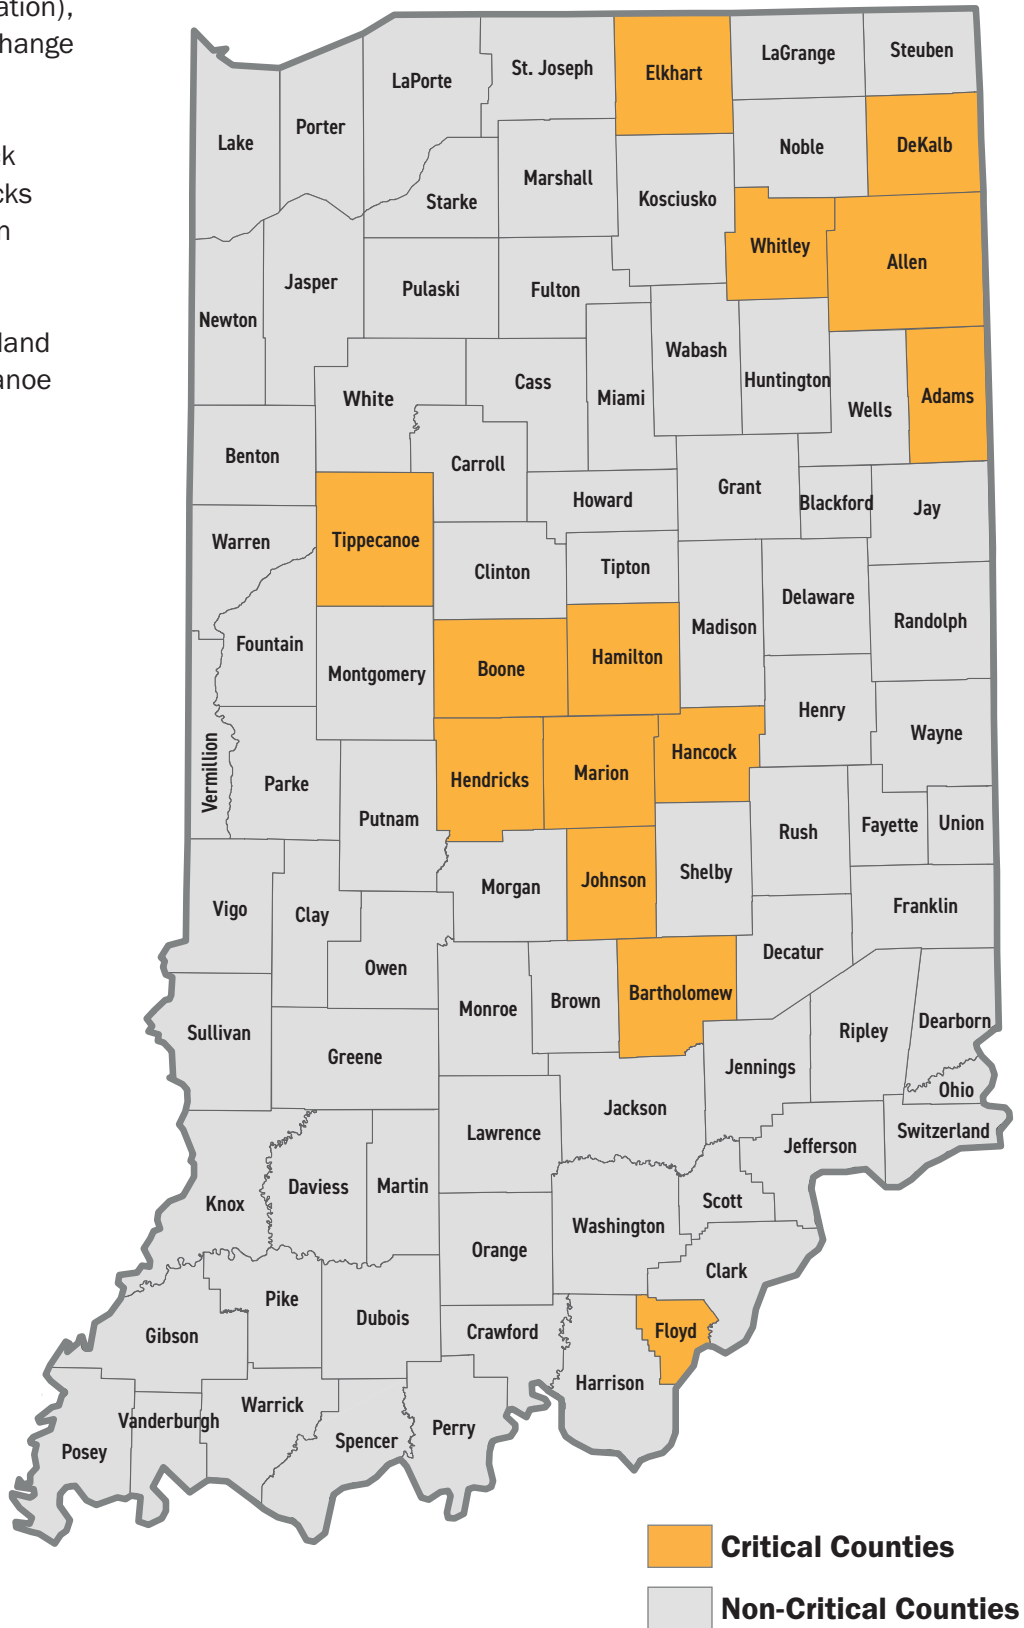 ation),
hange
k
cks
n
land
anoe
LaPorte
St. Joseph
Elkhart
LaGrange
Steuben
Lake
Porter
Noble
DeKalb
Starke
Marshall
Kosciusko
Whitley
Allen
Newton
Jasper
Pulaski
Fulton
Wabash
Huntington
Wells
Adams
White
Cass
Miami
Benton
Carroll
Howard
Grant
Blackford
Jay
Warren
Tippecanoe
Clinton
Tipton
Madison
Delaware
Randolph
Fountain
Montgomery
Boone
Hamilton
Henry
Wayne
Vermillion
Parke
Putnam
Hendricks
Marion
Hancock
Rush
Fayette
Union
Vigo
Clay
Owen
Morgan
Johnson
Shelby
Decatur
Franklin
Sullivan
Greene
Monroe
Brown
Bartholomew
Jennings
Ripley
Dearborn
Ohio
Switzerland
Knox
Daviess
Martin
Lawrence
Jackson
Jefferson
Scott
Washington
Orange
Clark
Gibson
Pike
Dubois
Crawford
Floyd
Harrison
Posey
Vanderburgh
Warrick
Spencer
Perry
Critical Counties
Non-Critical Counties